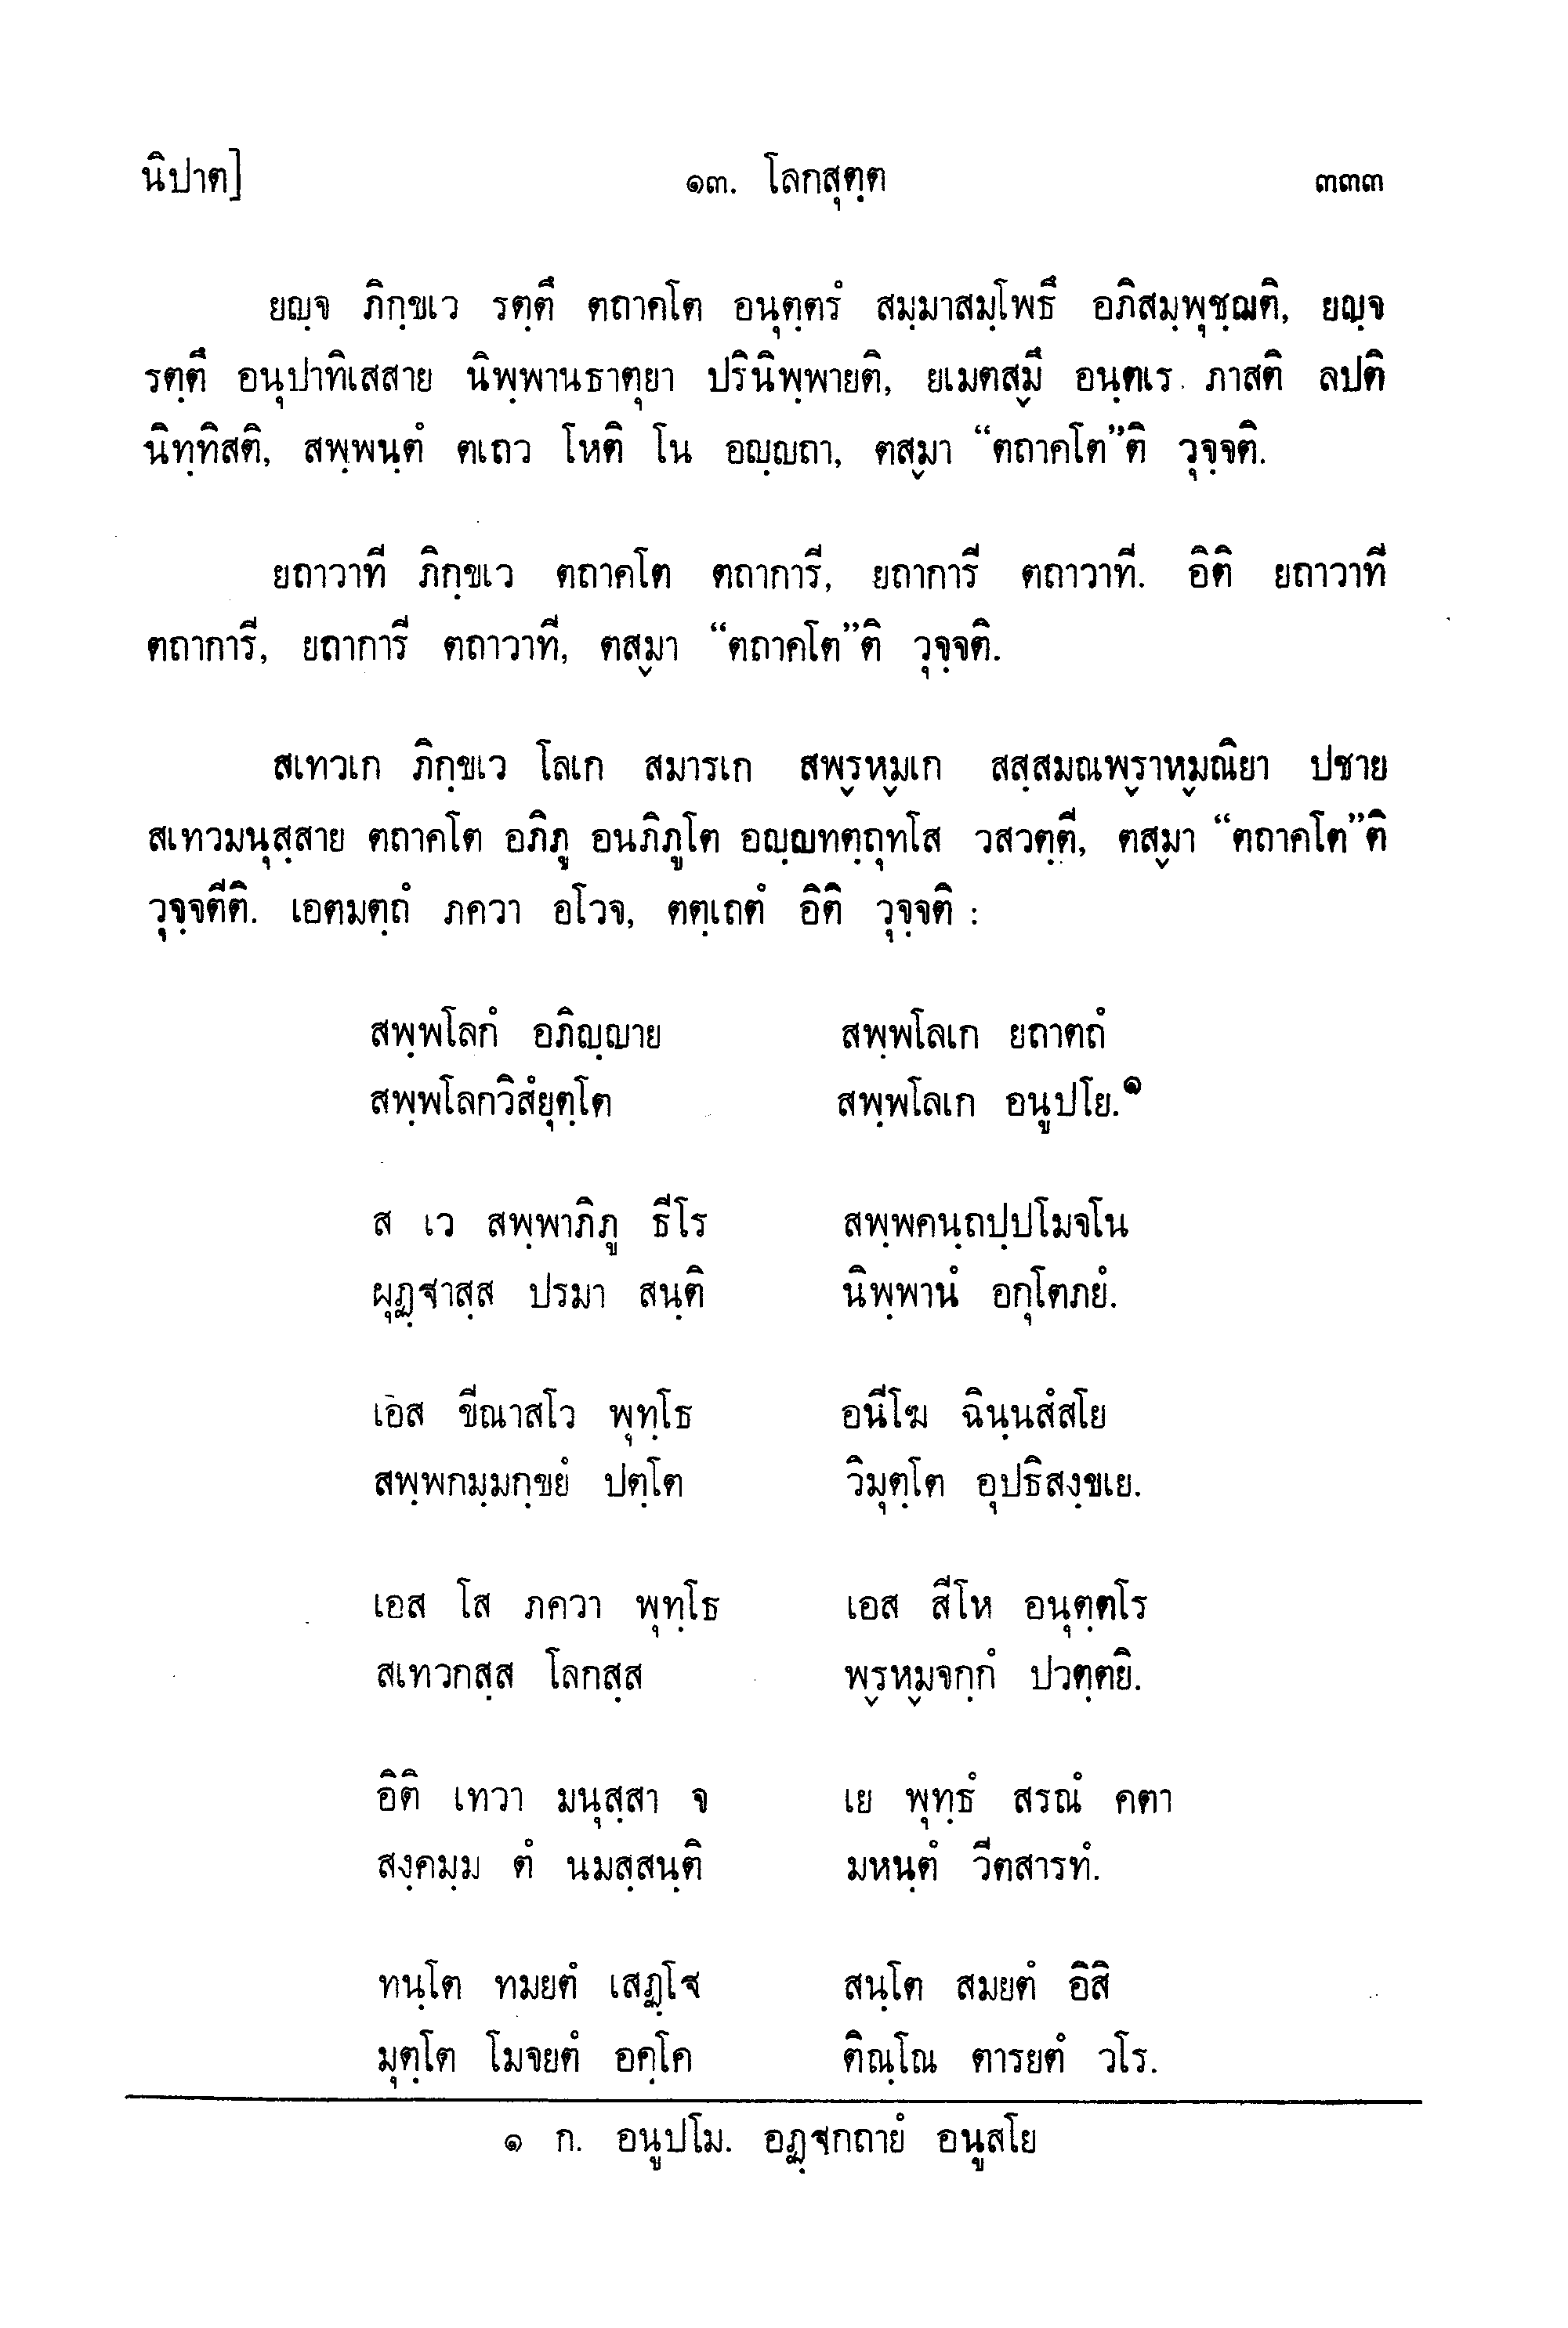 นิปาต] ๑๓. โลกสุตฺต ๓๓๓
ยญฺจ ภิกฺขเว รตฺตึ ตถาคโต อนุตฺตรํ สมฺมาสมฺโพธึ อภิสมฺพุชฺฌติ, ยญฺจ
รตฺตึ อนุปาทิเสสาย นิพฺพานธาตุยา ปรินิพฺพายติ, ยเมตสฺมึ อนฺตเร ภาสติ ลปติ
นิทฺทิสติ, สพฺพนฺตํ ตเถว โหติ โน อญฺญถา, ตสฺมา “ตถาคโต”ติ วุจฺจติ.
ยถาวาที ภิกฺขเว ตถาคโต ตถาการี, ยถาการี ตถาวาที. อิติ ยถาวาที
ตถาการี, ยถาการี ตถาวาที, ตสฺมา “ตถาคโต”ติ วุจฺจติ.
สเทวเก ภิกฺขเว โลเก สมารเก สพฺรหฺมเก สสฺสมณพฺราหฺมณิยา ปชาย
สเทวมนุสฺสาย ตถาคโต อภิภู อนภิภูโต อญฺญทตฺถุทโส วสวตฺตี, ตสฺมา “ตถาคโต”ติ
วุจฺจตีติ. เอตมตฺถํ ภควา อโวจ, ตตฺเถตํ อิติ วุจฺจติ :
สพฺพโลกํ อภิญฺญาย สพฺพโลเก ยถาตถํ
สพฺพโลกวิสํยุตฺโต สพฺพโลเก อนูปโย.๑
ส เว สพฺพาภิภู ธีโร สพฺพคนฺถปฺปโมจโน
ผุฏฺฐาสฺส ปรมา สนฺติ นิพฺพานํ อกุโตภยํ.
เอส ขีณาสโว พุทฺโธ อนีโฆ ฉินฺนสํสโย
สพฺพกมฺมกฺขยํ ปตฺโต วิมุตฺโต อุปธิสงฺขเย.
เอส โส ภควา พุทฺโธ เอส สีโห อนุตฺตโร
สเทวกสฺส โลกสฺส พฺรหฺมจกฺกํ ปวตฺตยิ.
อิติ เทวา มนุสฺสา จ เย พุทฺธํ สรณํ คตา
สงฺคมฺม ตํ นมสฺสนฺติ มหนฺตํ วีตสารทํ.
ทนฺโต ทมยตํ เสฏฺโฐ สนฺโต สมยตํ อิสิ
มุตฺโต โมจยตํ อคฺโค ติณฺโณ ตารยตํ วโร.
๑ ก. อนูปโม. อฏฺฐกถายํ อนูสโย